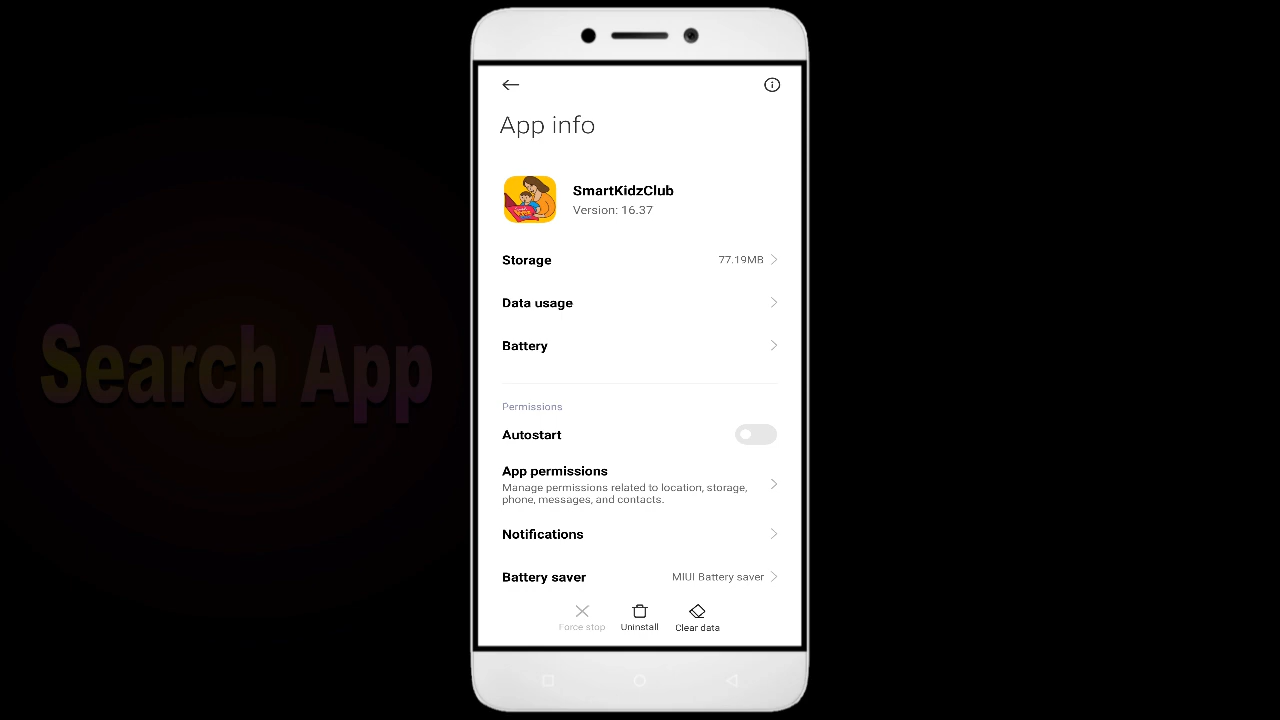 App info
SmartKidzClub
Version: 16.37
Storage 77.19MB
Data usage
Battery
Permissions
Autostart
App permissions
Manage permissions related to location, storage,
phone, messages, and contacts.
Notifications
Battery saver MIUI Battery saver
Force stop Uninstall Clear data
Search App